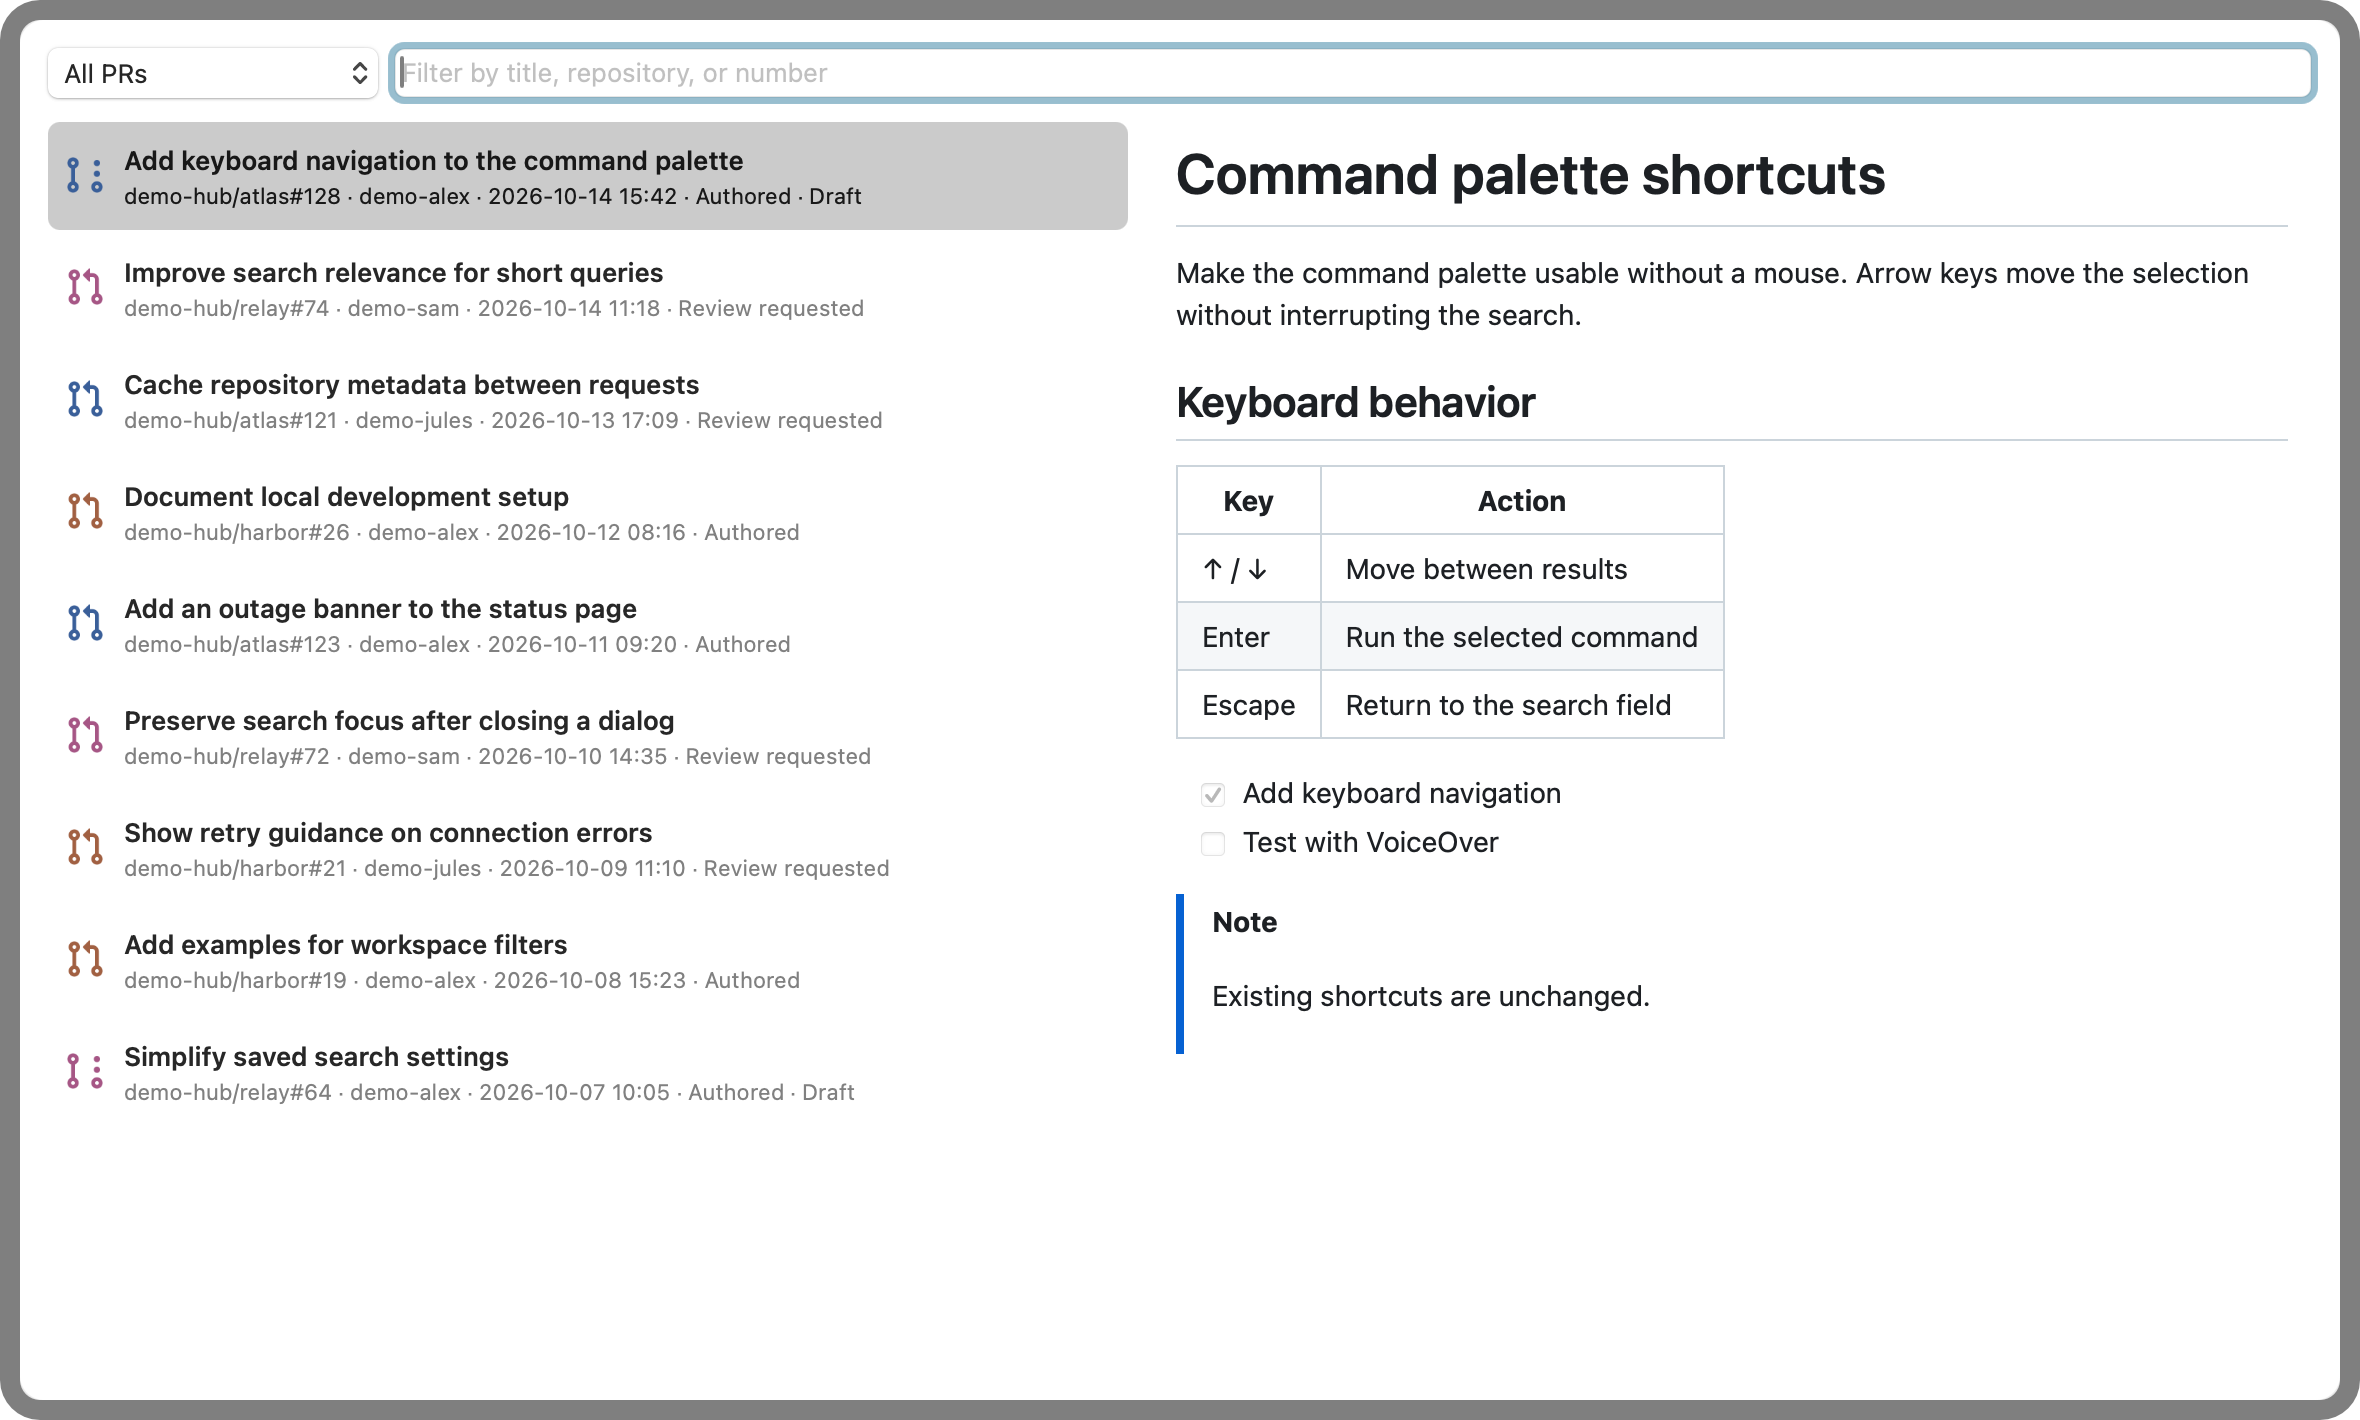 All PRs
Filter by title, repository, or number
Add keyboard navigation to the command palette
demo-hub/atlas#128 · demo-alex · 2026-10-14 15:42 · Authored · Draft
Improve search relevance for short queries
demo-hub/relay#74 · demo-sam · 2026-10-14 11:18 · Review requested
Cache repository metadata between requests
demo-hub/atlas#121 · demo-jules · 2026-10-13 17:09 · Review requested
Document local development setup
demo-hub/harbor#26 · demo-alex · 2026-10-12 08:16 · Authored
Add an outage banner to the status page
demo-hub/atlas#123 · demo-alex · 2026-10-11 09:20 · Authored
Preserve search focus after closing a dialog
demo-hub/relay#72 · demo-sam · 2026-10-10 14:35 · Review requested
Show retry guidance on connection errors
demo-hub/harbor#21 · demo-jules · 2026-10-09 11:10 · Review requested
Add examples for workspace filters
demo-hub/harbor#19 · demo-alex · 2026-10-08 15:23 · Authored
Simplify saved search settings
demo-hub/relay#64 · demo-alex · 2026-10-07 10:05 · Authored · Draft
Command palette shortcuts
Make the command palette usable without a mouse. Arrow keys move the selection
without interrupting the search.
Keyboard behavior
Key Action
↑ / ↓ Move between results
Enter Run the selected command
Escape Return to the search field
Add keyboard navigation
Test with VoiceOver
Note
Existing shortcuts are unchanged.